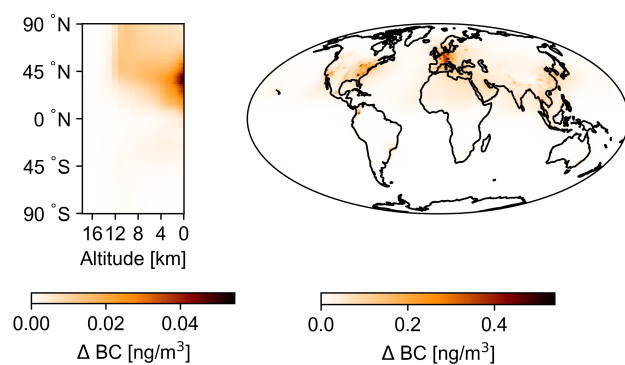 90 °N
45 °N
0 °N
45 °S
90 °S
16 12 8 4 0
Altitude [km]
0.00 0.02 0.04
Δ BC [ng/m³]
0.0 0.2 0.4
Δ BC [ng/m³]